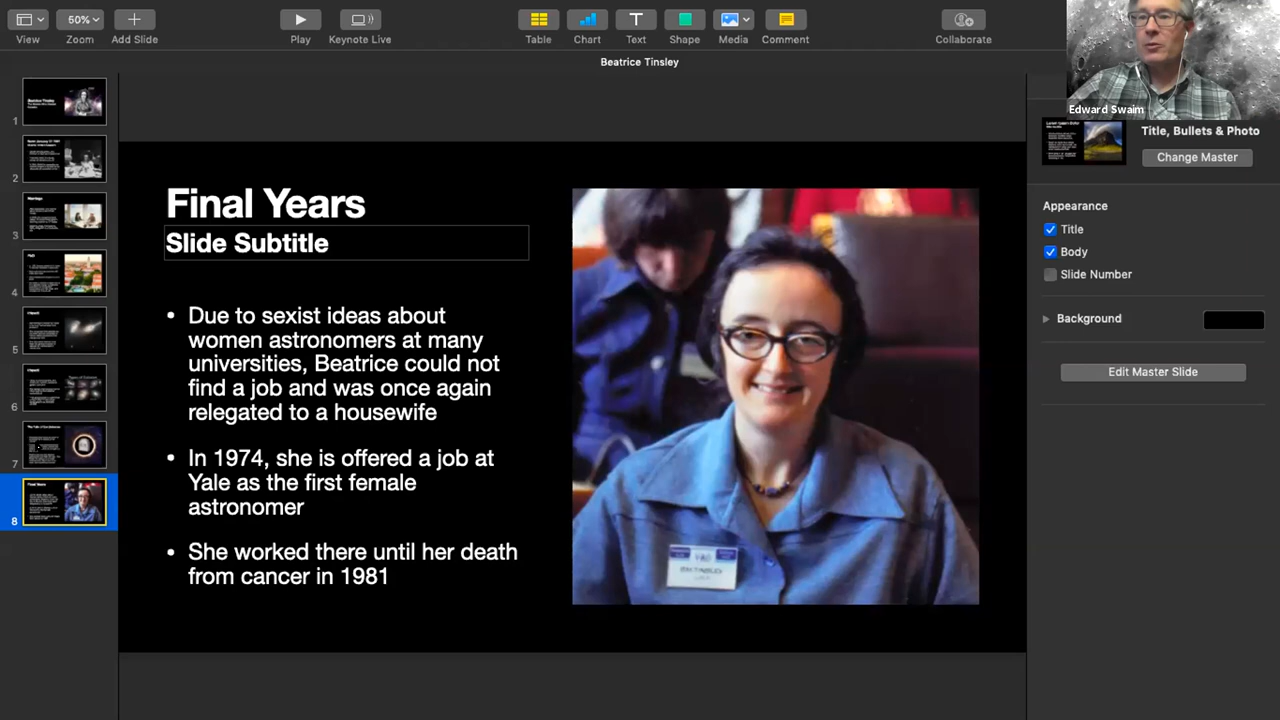 50%
View
Zoom
Add Slide
Play
Keynote Live
Table
Chart
Text
Shape
Media
Comment
Collaborate
Beatrice Tinsley
Edward Swaim
1
2
3
4
5
6
7
8
Final Years
Slide Subtitle
• Due to sexist ideas about
women astronomers at many
universities, Beatrice could not
find a job and was once again
relegated to a housewife
• In 1974, she is offered a job at
Yale as the first female
astronomer
• She worked there until her death
from cancer in 1981
Title, Bullets & Photo
Change Master
Appearance
Title
Body
Slide Number
Background
Edit Master Slide